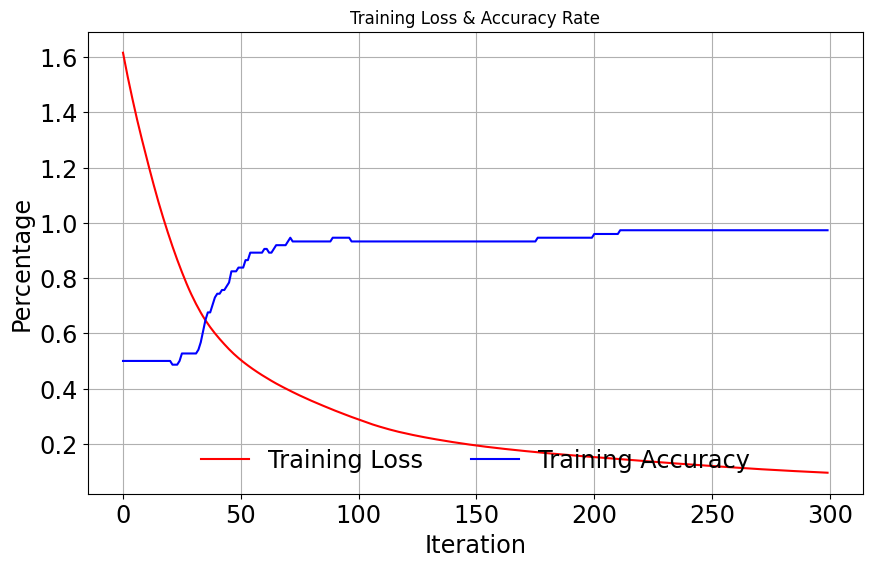 Training Loss & Accuracy Rate
1.6
1.4
1.2
1.0
0.8
0.6
0.4
0.2
Percentage
Training Loss
Training Accuracy
0 50 100 150 200 250 300
Iteration